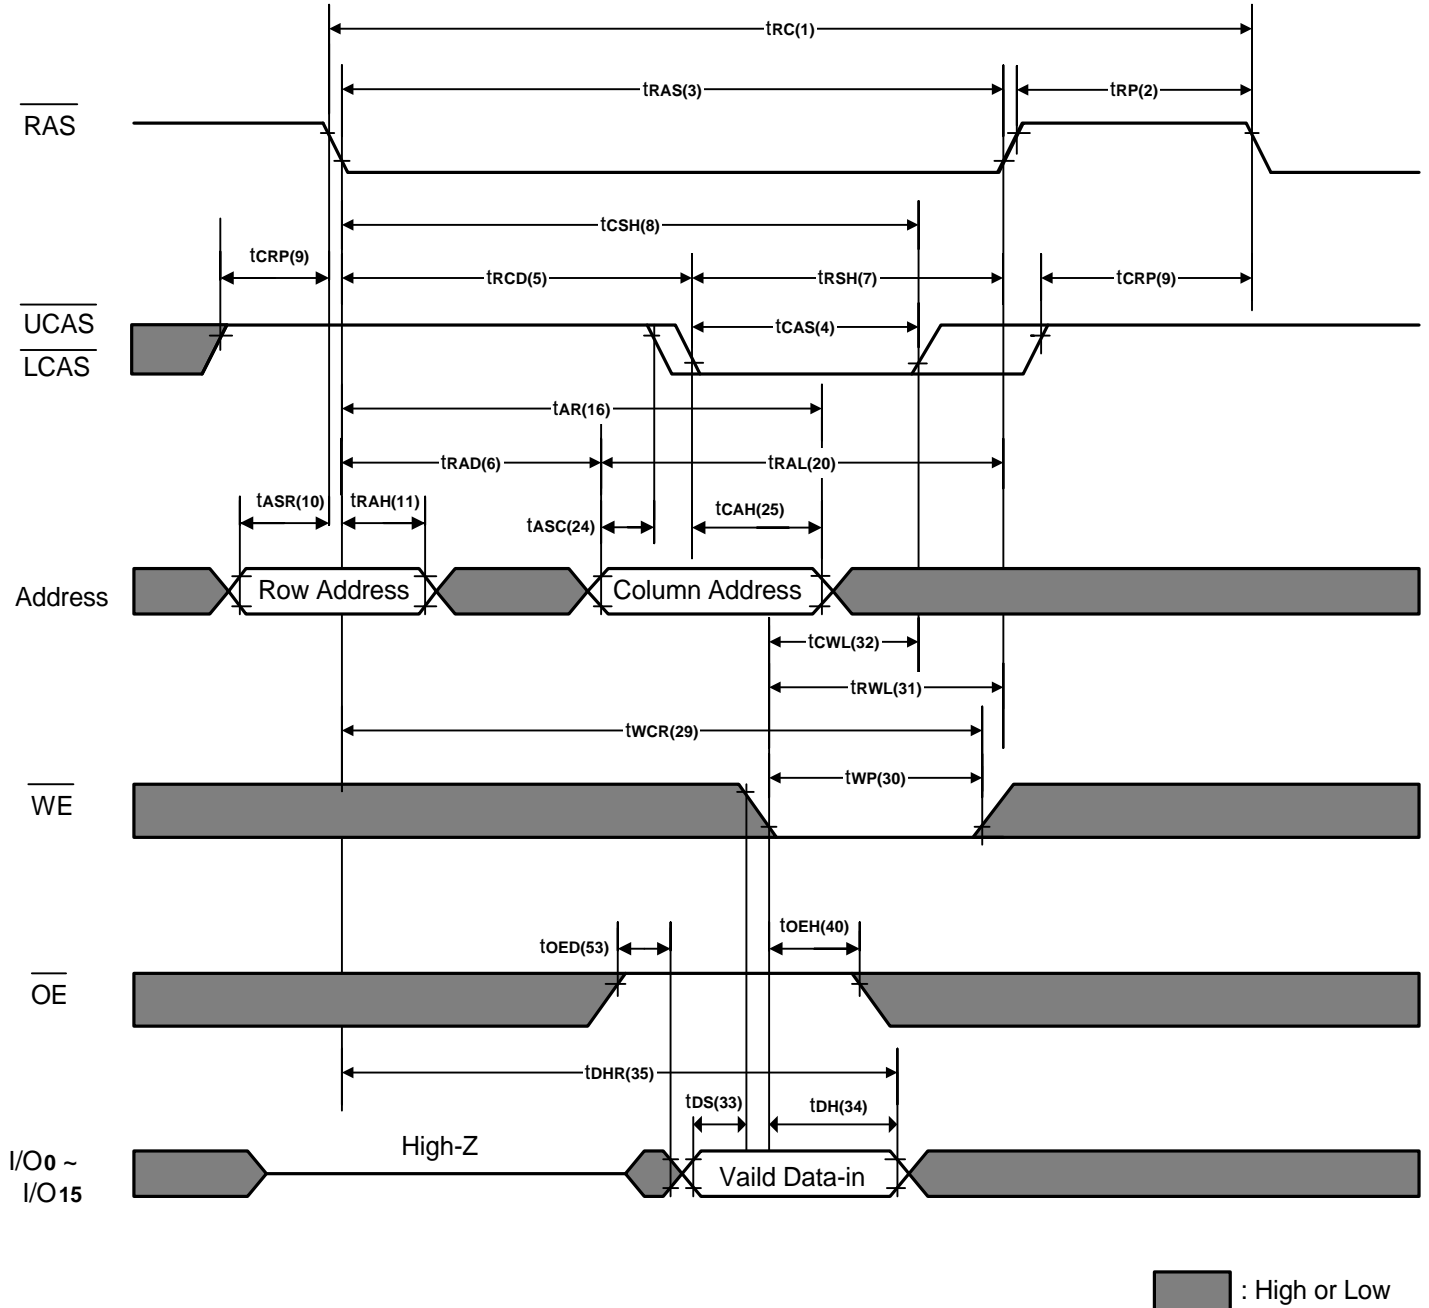 tRC(1)
tRAS(3)
tRP(2)
RAS
tCSH(8)
tCRP(9)
tRCD(5)
tRSH(7)
tCRP(9)
UCAS
LCAS
tCAS(4)
tAR(16)
tRAD(6)
tRAL(20)
tASR(10)
tRAH(11)
tASC(24)
tCAH(25)
Address
Row Address
Column Address
tCWL(32)
tRWL(31)
tWCR(29)
tWP(30)
WE
tOED(53)
tOEH(40)
OE
tDHR(35)
tDS(33)
tDH(34)
I/O0 ~
I/O15
High-Z
Vaild Data-in
: High or Low